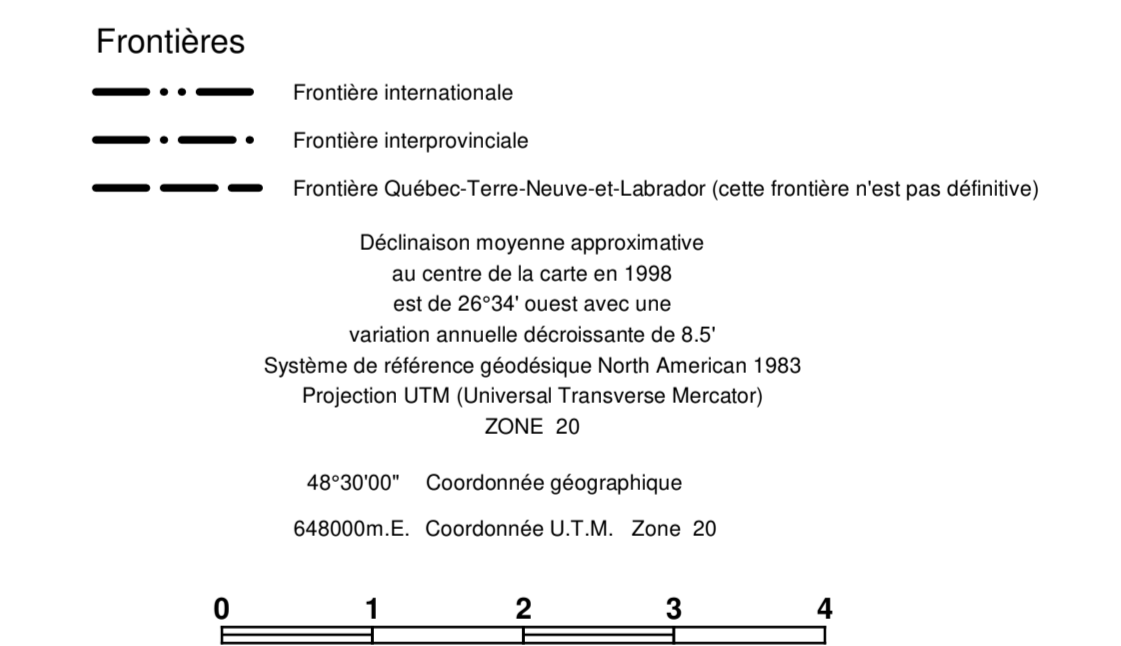 Frontières
Frontière internationale
Frontière interprovinciale
Frontière Québec-Terre-Neuve-et-Labrador (cette frontière n'est pas définitive)
Déclinaison moyenne approximative
au centre de la carte en 1998
est de 26°34' ouest avec une
variation annuelle décroissante de 8.5'
Système de référence géodésique North American 1983
Projection UTM (Universal Transverse Mercator)
ZONE 20
48°30'00" Coordonnée géographique
648000m.E. Coordonnée U.T.M. Zone 20
0 1 2 3 4